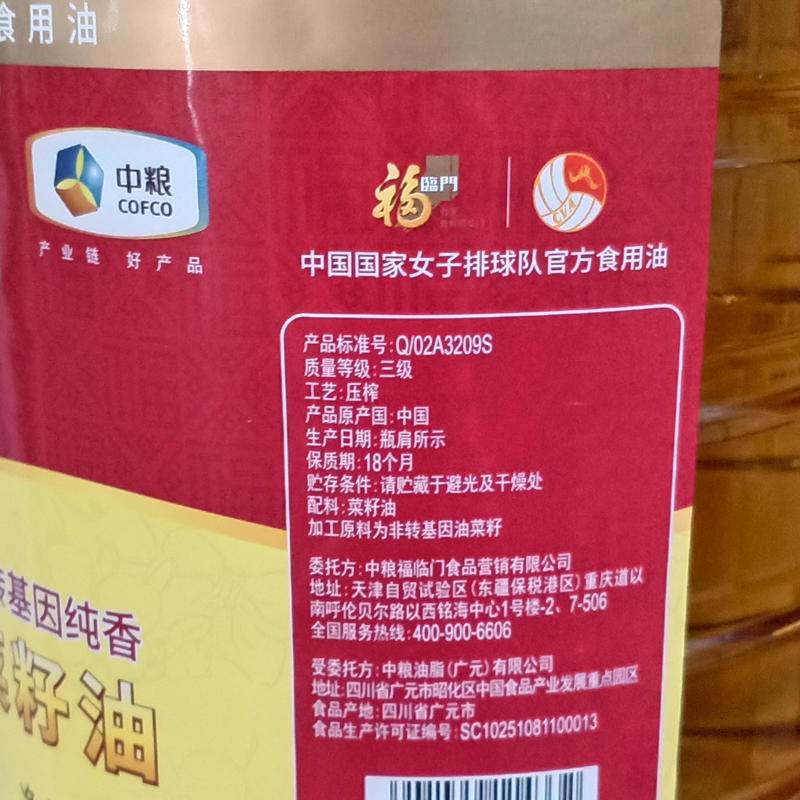 食用油
中粮
COFCO
产业链 好产品
福
臨門
CVA
中国国家女子排球队官方食用油
产品标准号:Q/02A3209S
质量等级:三级
工艺:压榨
产品原产国:中国
生产日期:瓶肩所示
保质期:18个月
贮存条件:请贮藏于避光及干燥处
配料:菜籽油
加工原料为非转基因油菜籽
委托方:中粮福临门食品营销有限公司
地址:天津自贸试验区(东疆保税港区)重庆道以
南呼伦贝尔路以西铭海中心1号楼-2、7-506
全国服务热线:400-900-6606
受委托方:中粮油脂(广元)有限公司
地址:四川省广元市昭化区中国食品产业发展重点园区
食品产地:四川省广元市
食品生产许可证编号:SC10251081100013
基因纯香
籽油